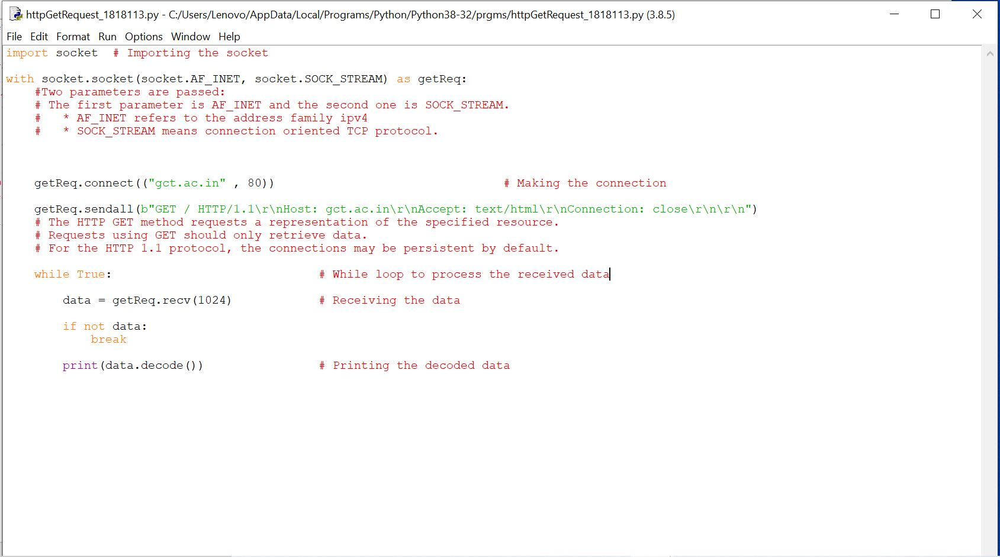 httpGetRequest_1818113.py - C:/Users/Lenovo/AppData/Local/Programs/Python/Python38-32/prgms/httpGetRequest_1818113.py (3.8.5)
File Edit Format Run Options Window Help
import socket  # Importing the socket
with socket.socket(socket.AF_INET, socket.SOCK_STREAM) as getReq:
    #Two parameters are passed:
    # The first parameter is AF_INET and the second one is SOCK_STREAM.
    #   * AF_INET refers to the address family ipv4
    #   * SOCK_STREAM means connection oriented TCP protocol.
    getReq.connect(("gct.ac.in" , 80))                                # Making the connection
    getReq.sendall(b"GET / HTTP/1.1\r\nHost: gct.ac.in\r\nAccept: text/html\r\nConnection: close\r\n\r\n")
    # The HTTP GET method requests a representation of the specified resource.
    # Requests using GET should only retrieve data.
    # For the HTTP 1.1 protocol, the connections may be persistent by default.
    while True:                             # While loop to process the received data
        data = getReq.recv(1024)            # Receiving the data
        if not data:
            break
        print(data.decode())                # Printing the decoded data